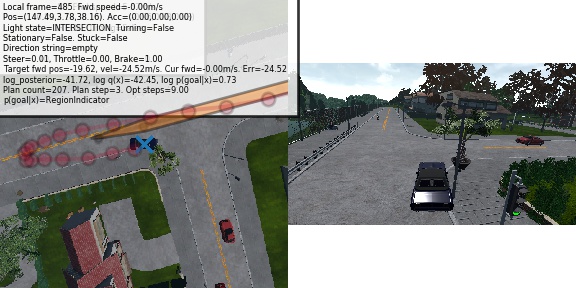 Local frame=485. Fwd.speed=-0.00m/s
Pos=(147.49,3.78,38.16). Acc=(0.00,0.00,0.00)
Light state=INTERSECTION. Turning=False
Stationary=False. Stuck=False
Direction string=empty
Steer=0.01, Throttle=0.00, Brake=1.00
Target fwd pos=-19.62, vel=-24.52m/s. Cur fwd=-0.00m/s. Err=-24.52
log_posterior=-41.72, log q(x)=-42.45, log p(goal|x)=0.73
Plan count=207. Plan step=3. Opt steps=9.00
p(goal|x)=RegionIndicator